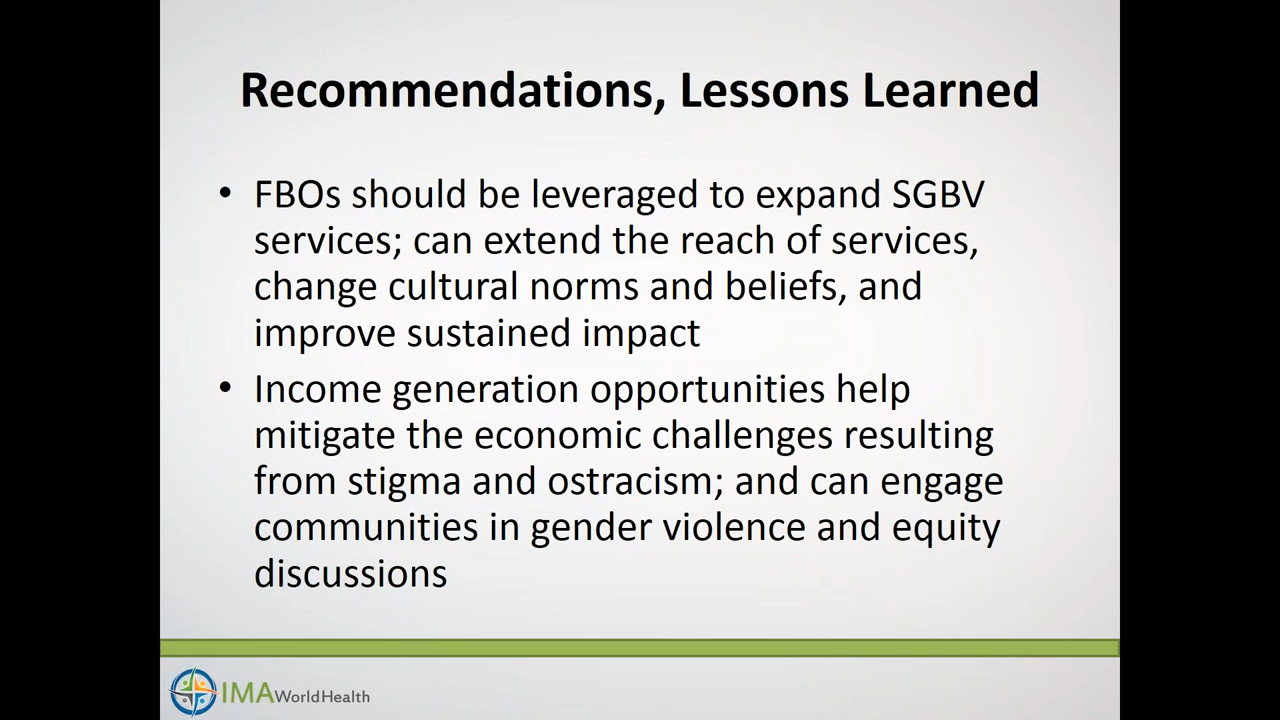 Recommendations, Lessons Learned
• FBOs should be leveraged to expand SGBV
services; can extend the reach of services,
change cultural norms and beliefs, and
improve sustained impact
• Income generation opportunities help
mitigate the economic challenges resulting
from stigma and ostracism; and can engage
communities in gender violence and equity
discussions
IMAWorldHealth